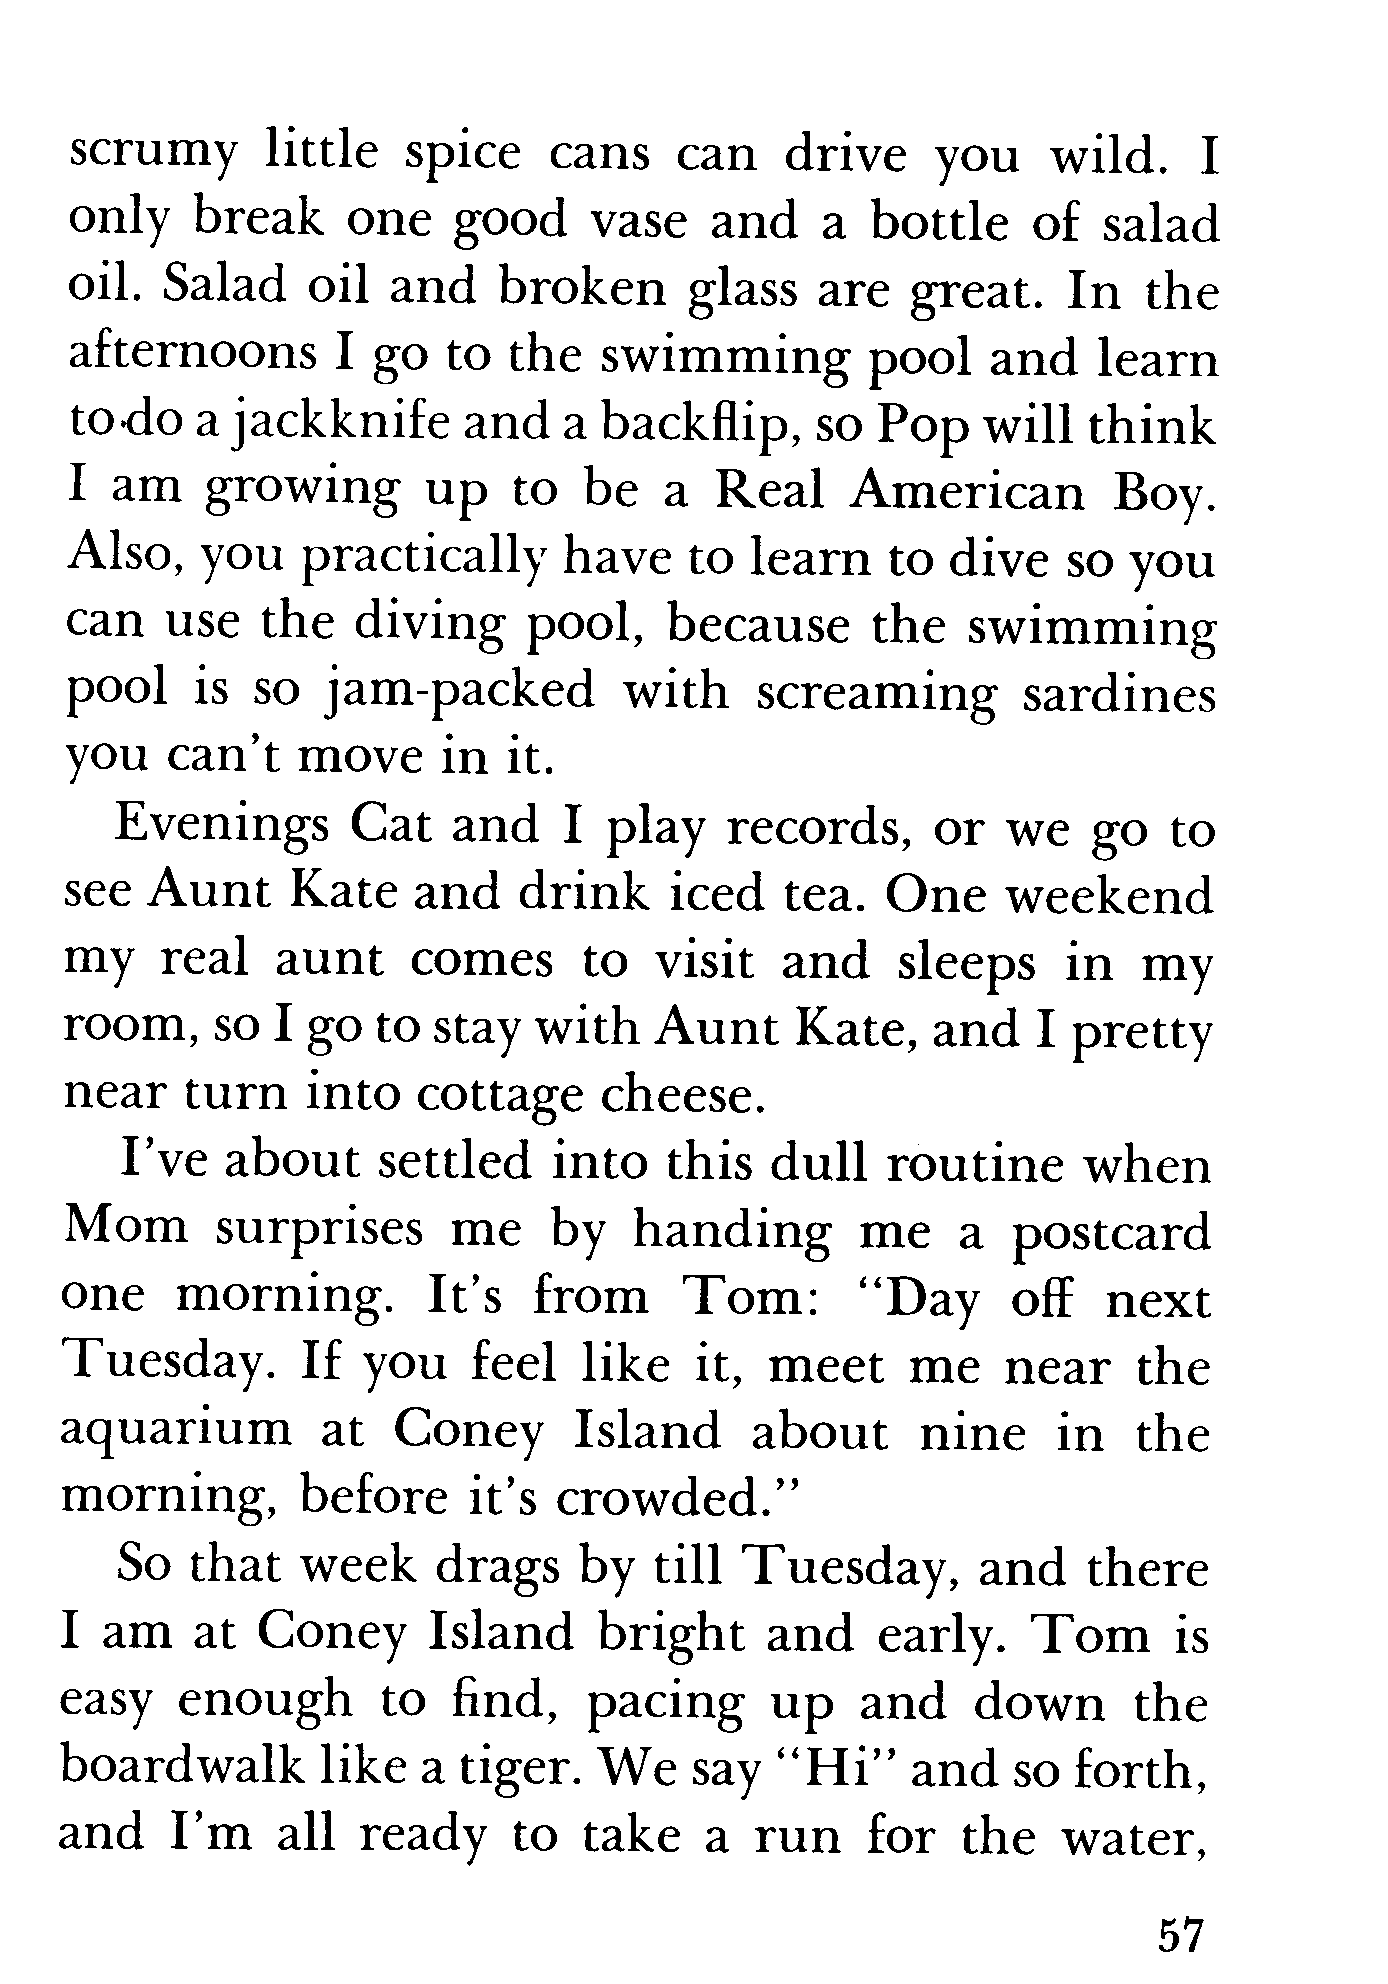 scrumy little spice cans can drive you wild. I
only break one good vase and a bottle of salad
oil. Salad oil and broken glass are great. In the
afternoons I go to the swimming pool and learn
to do a jackknife and a backflip, so Pop will think
I am growing up to be a Real American Boy.
Also, you practically have to learn to dive so you
can use the diving pool, because the swimming
pool is so jam-packed with screaming sardines
you can't move in it.
Evenings Cat and I play records, or we go to
see Aunt Kate and drink iced tea. One weekend
my real aunt comes to visit and sleeps in my
room, so I go to stay with Aunt Kate, and I pretty
near turn into cottage cheese.
I've about settled into this dull routine when
Mom surprises me by handing me a postcard
one morning. It's from Tom: “Day off next
Tuesday. If you feel like it, meet me near the
aquarium at Coney Island about nine in the
morning, before it's crowded.”
So that week drags by till Tuesday, and there
I am at Coney Island bright and early. Tom is
easy enough to find, pacing up and down the
boardwalk like a tiger. We say “Hi” and so forth,
and I'm all ready to take a run for the water,
57